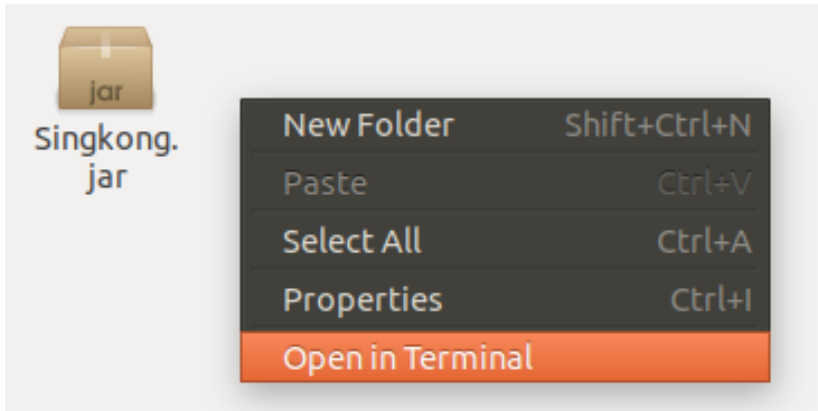 jar
Singkong.
jar
New Folder Shift+Ctrl+N
Paste Ctrl+V
Select All Ctrl+A
Properties Ctrl+I
Open in Terminal